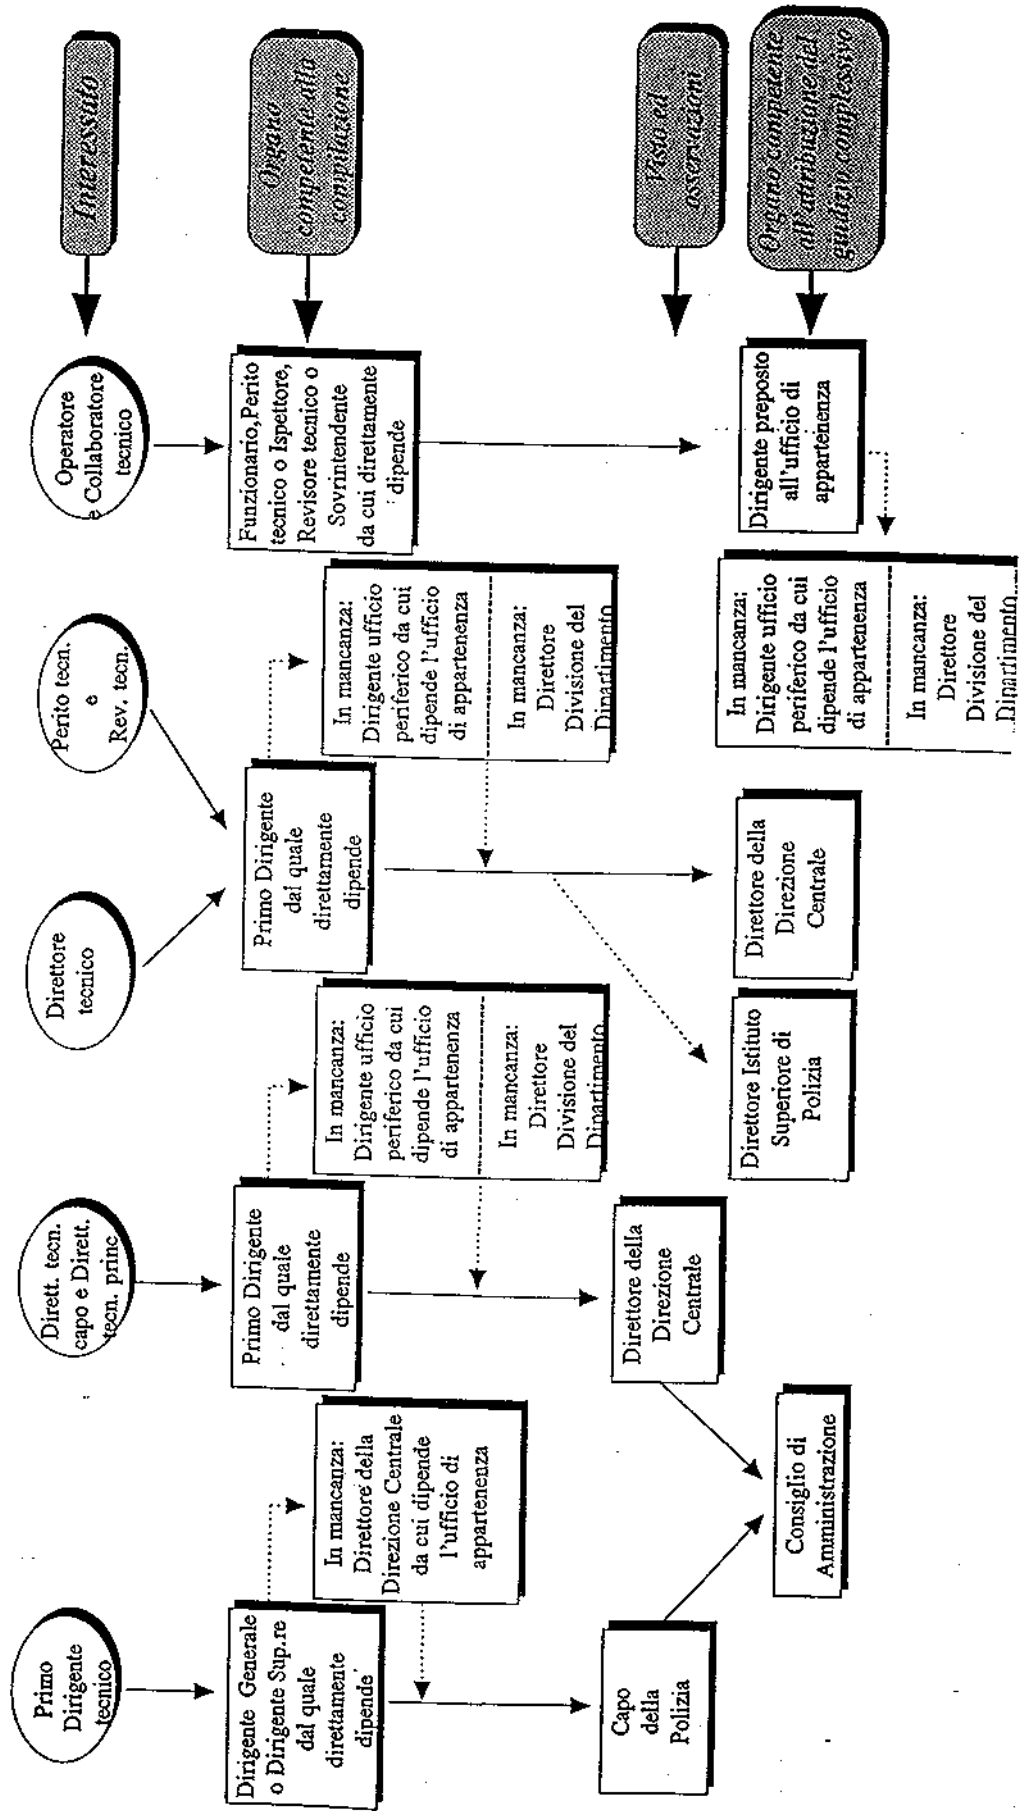 Interessato
Organo
competente alla
compilazione
Visto ed
osservazioni
Organo competente
all'attribuzione del
giudizio complessivo
Operatore
e Collaboratore
tecnico
Funzionario,Perito
tecnico o Ispettore,
Revisore tecnico o
Sovrintendente
da cui direttamente
dipende
Dirigente preposto
all'ufficio di
appartenenza
In mancanza:
Dirigente ufficio
periferico da cui
dipende l'ufficio
di appartenenza
In mancanza:
Direttore
Divisione del
Dipartimento
Perito tecn.
e
Rev. tecn.
Direttore
tecnico
Primo Dirigente
dal quale
direttamente
dipende
In mancanza:
Dirigente ufficio
periferico da cui
dipende l'ufficio
di appartenenza
In mancanza:
Direttore
Divisione del
Dipartimento
Direttore della
Direzione
Centrale
Direttore Istituto
Superiore di
Polizia
Dirett. tecn.
capo e Dirett.
tecn. princ
Primo Dirigente
dal quale
direttamente
dipende
In mancanza:
Dirigente ufficio
periferico da cui
dipende l'ufficio
di appartenenza
In mancanza:
Direttore
Divisione del
Dipartimento
Direttore della
Direzione
Centrale
Primo
Dirigente
tecnico
Dirigente Generale
o Dirigente Sup.re
dal quale
direttamente
dipende
In mancanza:
Direttore della
Direzione Centrale
da cui dipende
l'ufficio di
appartenenza
Capo
della
Polizia
Consiglio di
Amministrazione